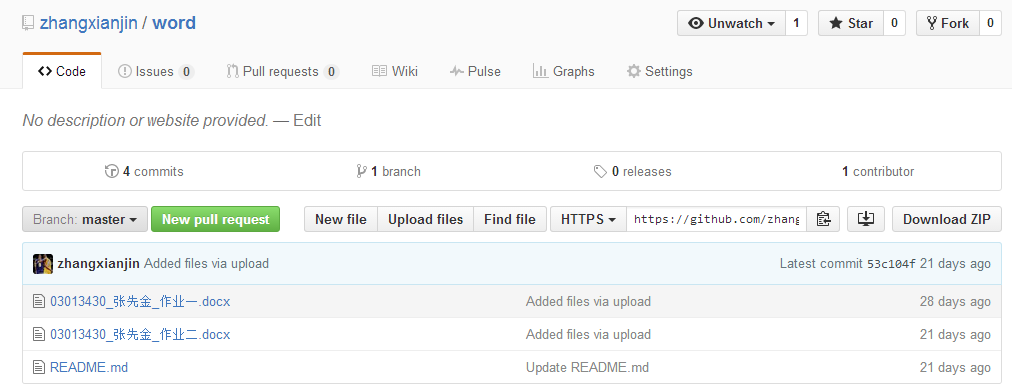 zhangxianjin / word
Unwatch 1 Star 0 Fork 0
Code Issues 0 Pull requests 0 Wiki Pulse Graphs Settings
No description or website provided. — Edit
4 commits 1 branch 0 releases 1 contributor
Branch: master New pull request New file Upload files Find file HTTPS https://github.com/zhang Download ZIP
zhangxianjin Added files via upload Latest commit 53c104f 21 days ago
03013430_张先金_作业一.docx Added files via upload 28 days ago
03013430_张先金_作业二.docx Added files via upload 21 days ago
README.md Update README.md 21 days ago